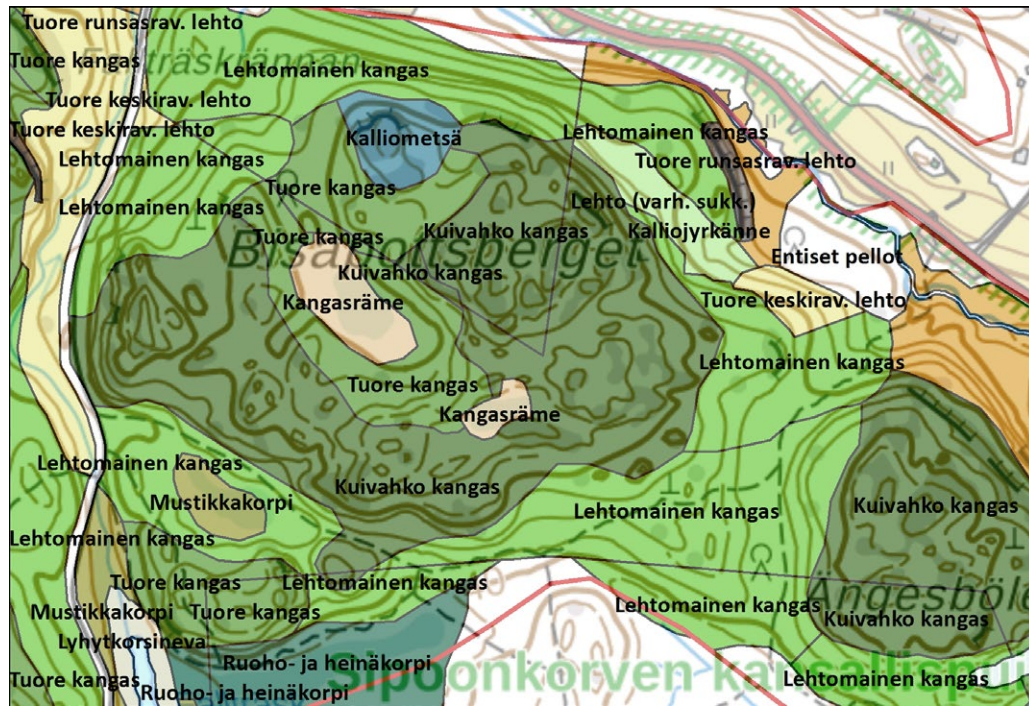 Tuore runsasrav. lehto
Tuore kangas
Lehtomainen kangas
Tuore keskirav. lehto
Tuore keskirav. lehto
Kalliometsä
Lehtomainen kangas
Lehtomainen kangas
Tuore runsasrav. lehto
Tuore kangas
Lehtomainen kangas
Lehto (varh. sukk.)
Tuore kangas
Kuivahko kangas
Kalliojyrkänne
Entiset pellot
Kuivahko kangas
Kangasräme
Tuore keskirav. lehto
Lehtomainen kangas
Tuore kangas
Kangasräme
Lehtomainen kangas
Kuivahko kangas
Mustikkakorpi
Lehtomainen kangas
Kuivahko kangas
Lehtomainen kangas
Tuore kangas
Lehtomainen kangas
Mustikkakorpi
Tuore kangas
Lehtomainen kangas
Kuivahko kangas
Lyhytkorsineva
Ruoho- ja heinäkorpi
Tuore kangas
Ruoho- ja heinäkorpi
Lehtomainen kangas